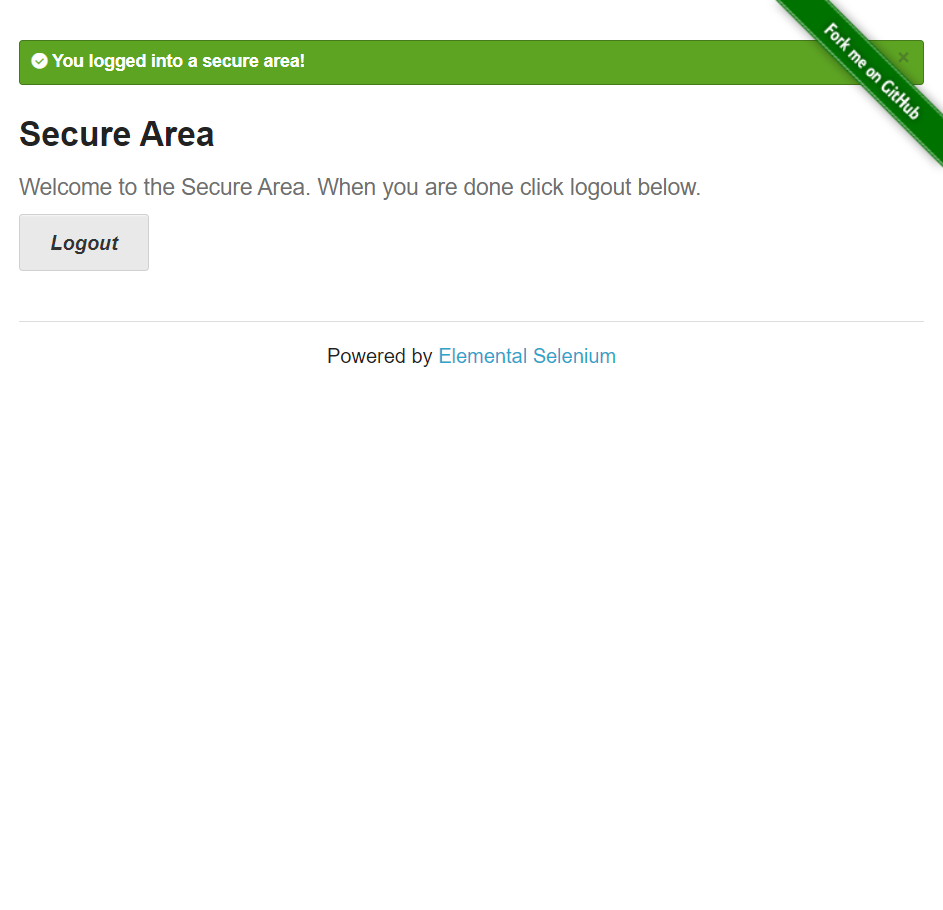 You logged into a secure area!
×
Fork me on GitHub
Secure Area
Welcome to the Secure Area. When you are done click logout below.
Logout
Powered by Elemental Selenium